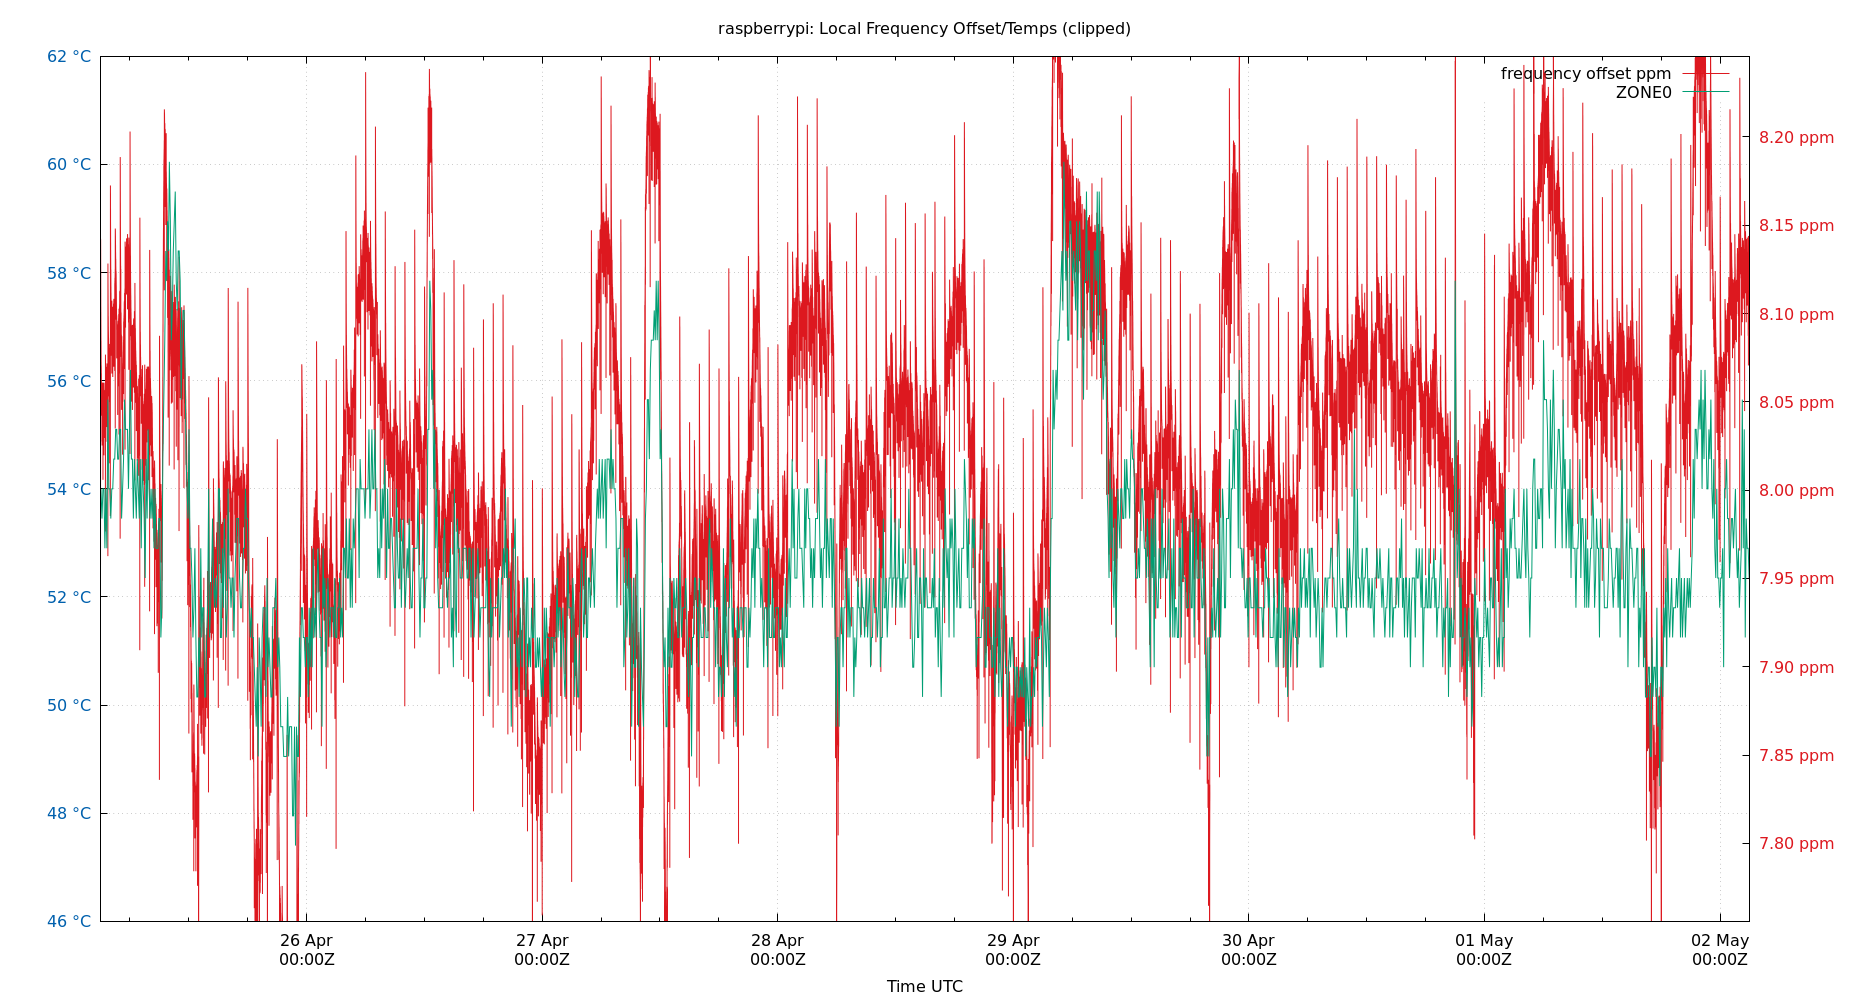 raspberrypi: Local Frequency Offset/Temps (clipped)
62 °C
60 °C
58 °C
56 °C
54 °C
52 °C
50 °C
48 °C
46 °C
frequency offset ppm
ZONE0
8.20 ppm
8.15 ppm
8.10 ppm
8.05 ppm
8.00 ppm
7.95 ppm
7.90 ppm
7.85 ppm
7.80 ppm
26 Apr
00:00Z
27 Apr
00:00Z
28 Apr
00:00Z
29 Apr
00:00Z
30 Apr
00:00Z
01 May
00:00Z
02 May
00:00Z
Time UTC